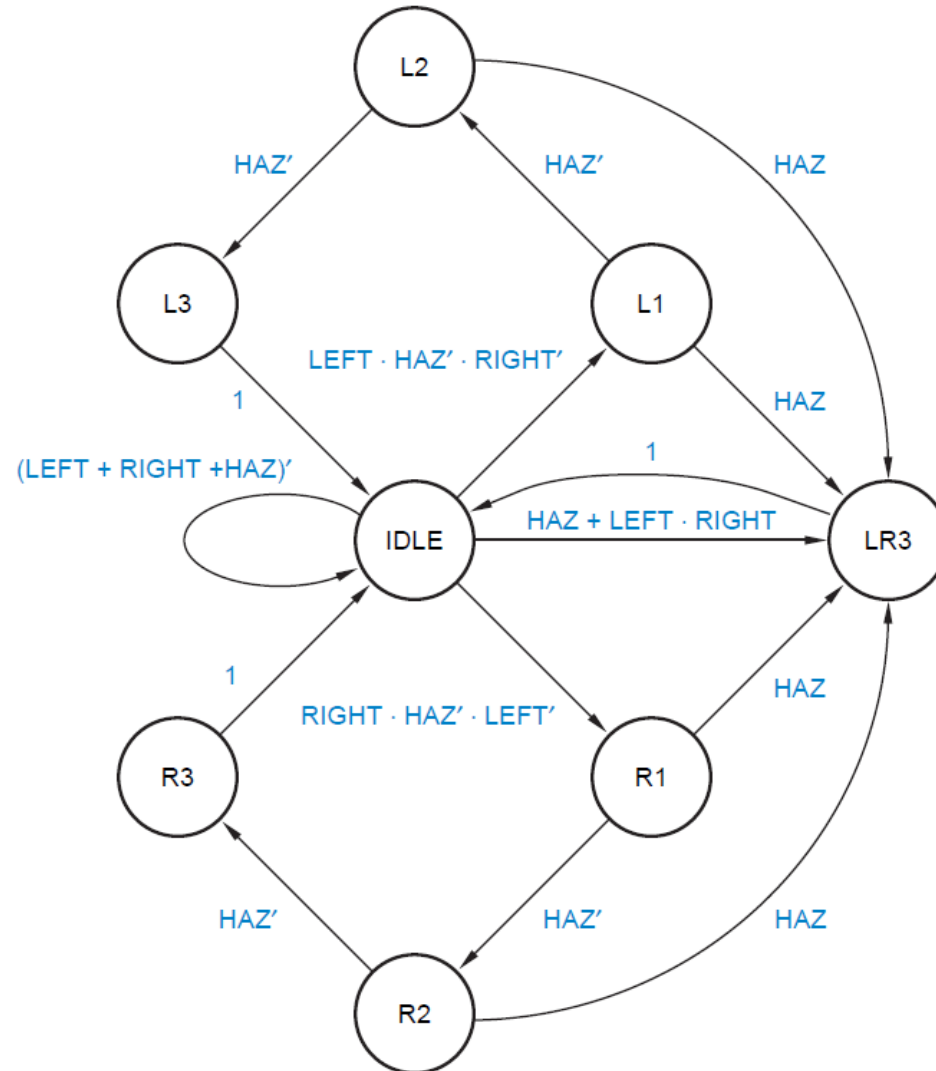 L2
HAZ′
HAZ′
HAZ
L3
L1
LEFT · HAZ′ · RIGHT′
1
HAZ
(LEFT + RIGHT +HAZ)′
1
IDLE
HAZ + LEFT · RIGHT
LR3
1
RIGHT · HAZ′ · LEFT′
HAZ
R3
R1
HAZ′
HAZ′
HAZ
R2